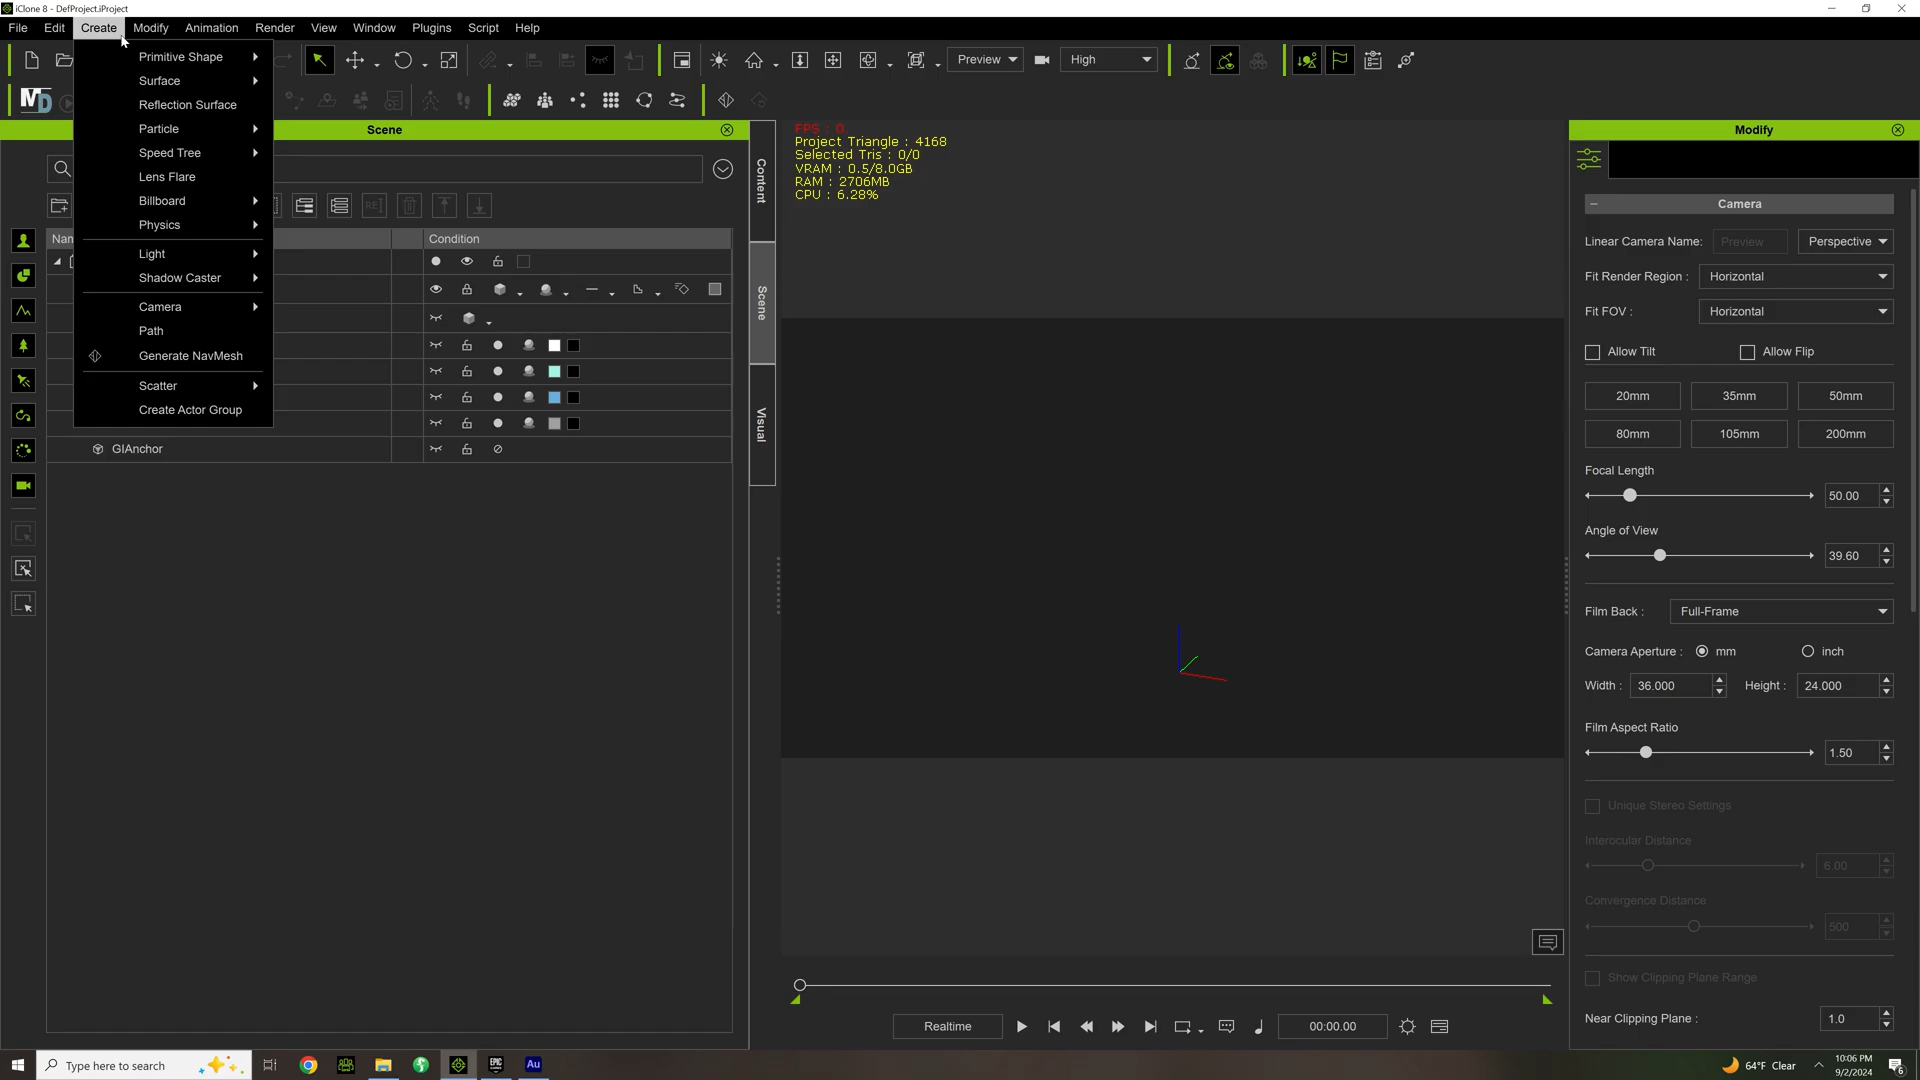 iClone 8 - DefProject.iProject
File Edit Create Modify Animation Render View Window Plugins Script Help
Primitive Shape
Surface
Reflection Surface
Particle
Speed Tree
Lens Flare
Billboard
Physics
Light
Shadow Caster
Camera
Path
Generate NavMesh
Scatter
Create Actor Group
Preview
High
Scene
Nam
Condition
GIAnchor
Content
Scene
Visual
FPS : 0
Project Triangle : 4168
Selected Tris : 0/0
VRAM : 0.5/8.0GB
RAM : 2706MB
CPU : 6.28%
Modify
Camera
Linear Camera Name: Preview Perspective
Fit Render Region : Horizontal
Fit FOV : Horizontal
Allow Tilt Allow Flip
20mm 35mm 50mm
80mm 105mm 200mm
Focal Length
50.00
Angle of View
39.60
Film Back : Full-Frame
Camera Aperture : mm inch
Width : 36.000 Height : 24.000
Film Aspect Ratio
1.50
Unique Stereo Settings
Interocular Distance
6.00
Convergence Distance
500
Show Clipping Plane Range
Near Clipping Plane : 1.0
Realtime
00:00.00
Type here to search
EPIC GAMES
Au
64°F Clear
10:06 PM
9/2/2024
6